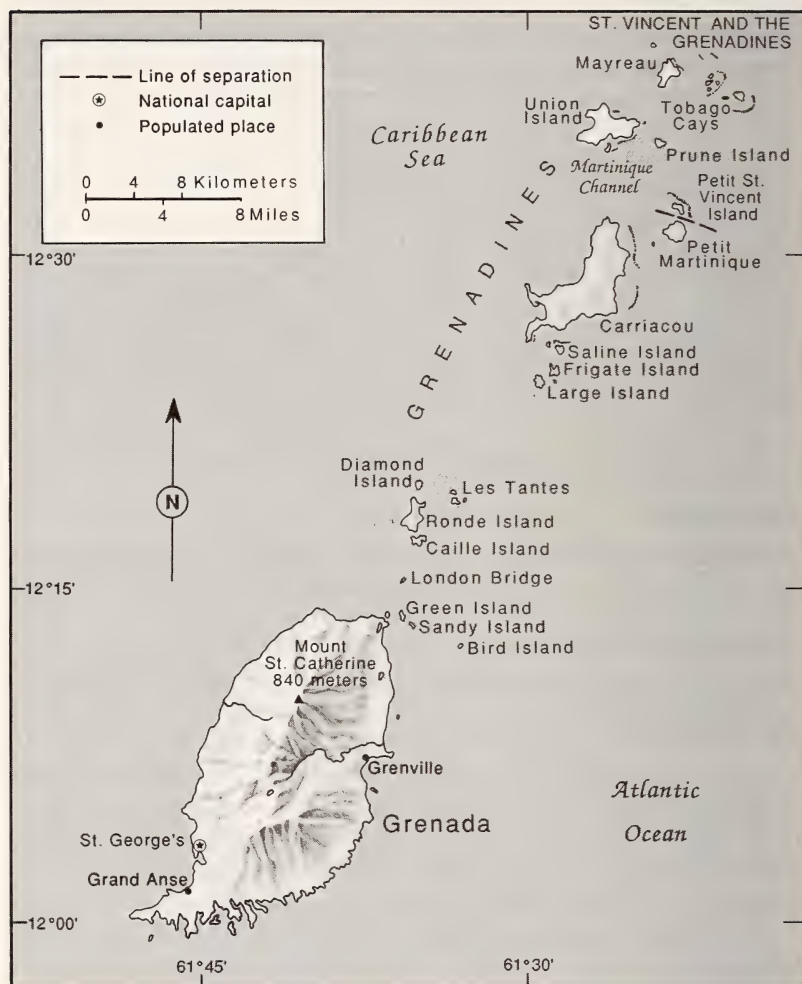 ST. VINCENT AND THE
GRENADINES
Line of separation
National capital
Populated place
0 4 8 Kilometers
0 4 8 Miles
Mayreau
Union
Island
Tobago
Cays
Caribbean
Sea
Prune Island
Martinique
Channel
Petit St.
Vincent
Island
Petit
Martinique
12°30'
GRENADINES
Carriacou
Saline Island
Frigate Island
Large Island
Diamond
Island
Les Tantes
N
Ronde Island
Caille Island
12°15'
London Bridge
Green Island
Sandy Island
Bird Island
Mount
St. Catherine
840 meters
Grenville
Atlantic
Ocean
Grenada
St. George's
Grand Anse
12°00'
61°45'
61°30'